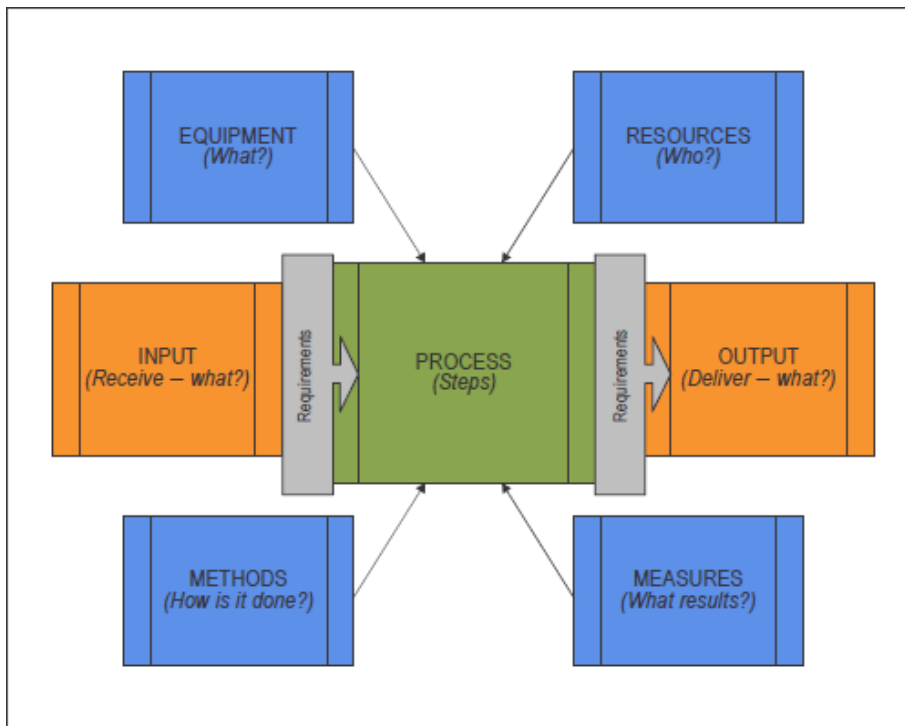 EQUIPMENT
(What?)
RESOURCES
(Who?)
INPUT
(Receive – what?)
Requirements
PROCESS
(Steps)
Requirements
OUTPUT
(Deliver – what?)
METHODS
(How is it done?)
MEASURES
(What results?)